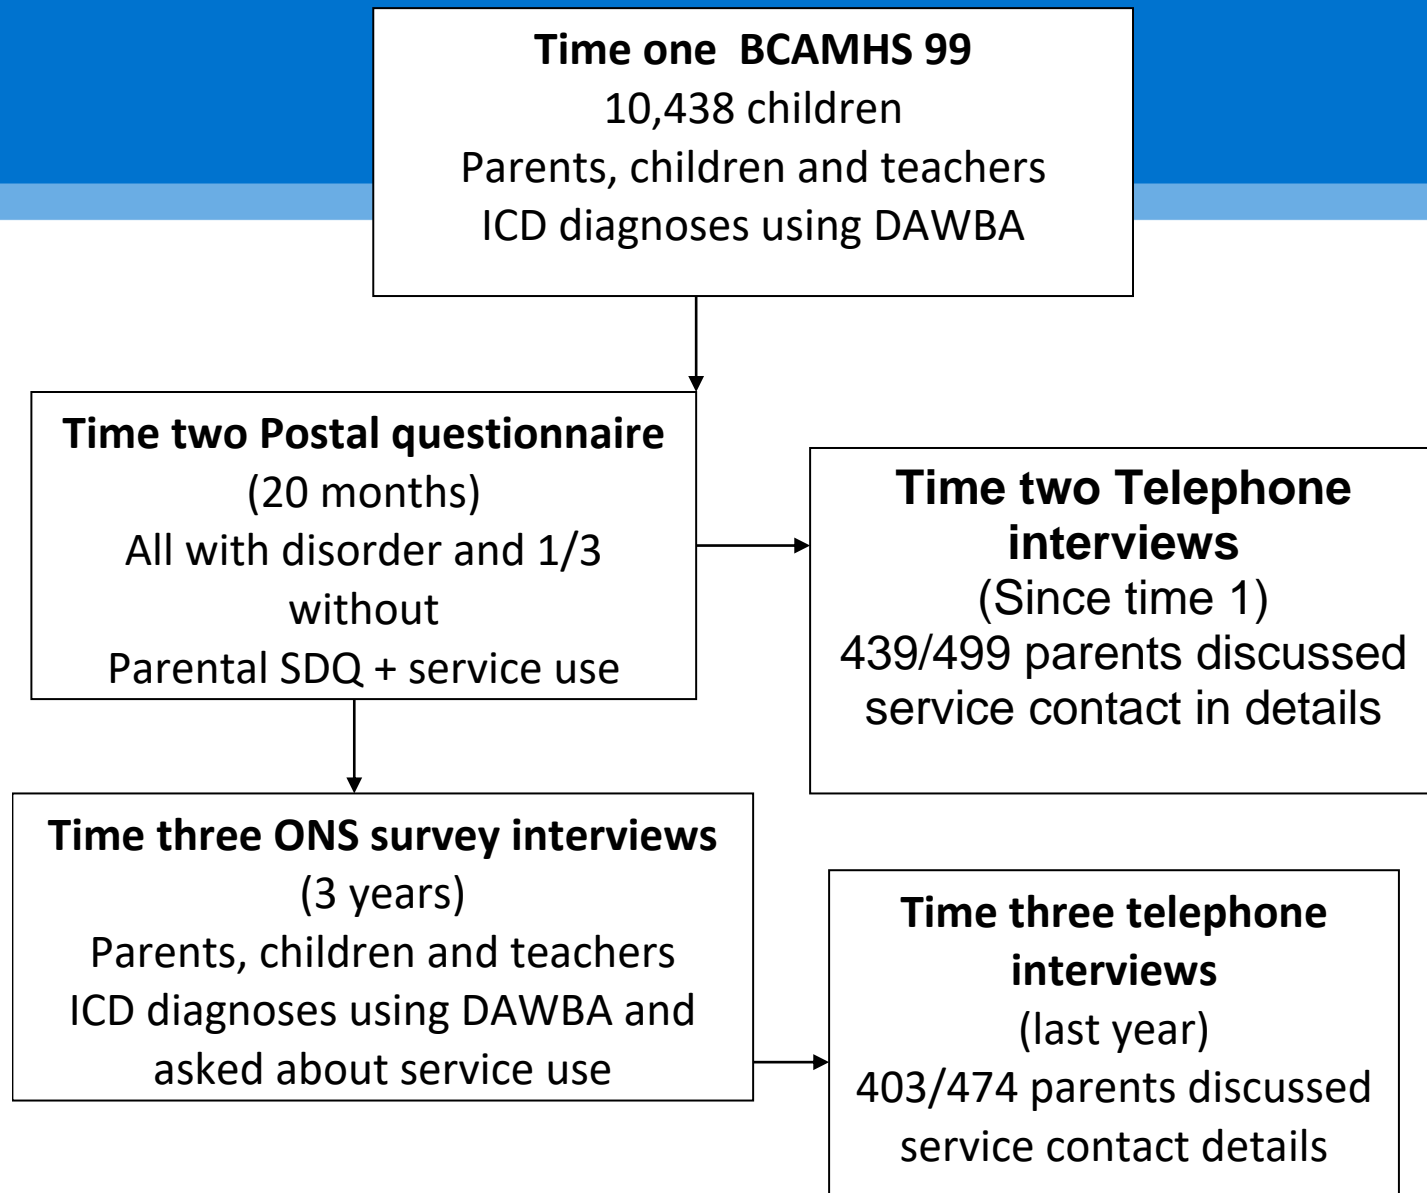 Time one BCAMHS 99
10,438 children
Parents, children and teachers
ICD diagnoses using DAWBA
Time two Postal questionnaire
(20 months)
All with disorder and 1/3
without
Parental SDQ + service use
Time two Telephone
interviews
(Since time 1)
439/499 parents discussed
service contact in details
Time three ONS survey interviews
(3 years)
Parents, children and teachers
ICD diagnoses using DAWBA and
asked about service use
Time three telephone
interviews
(last year)
403/474 parents discussed
service contact details